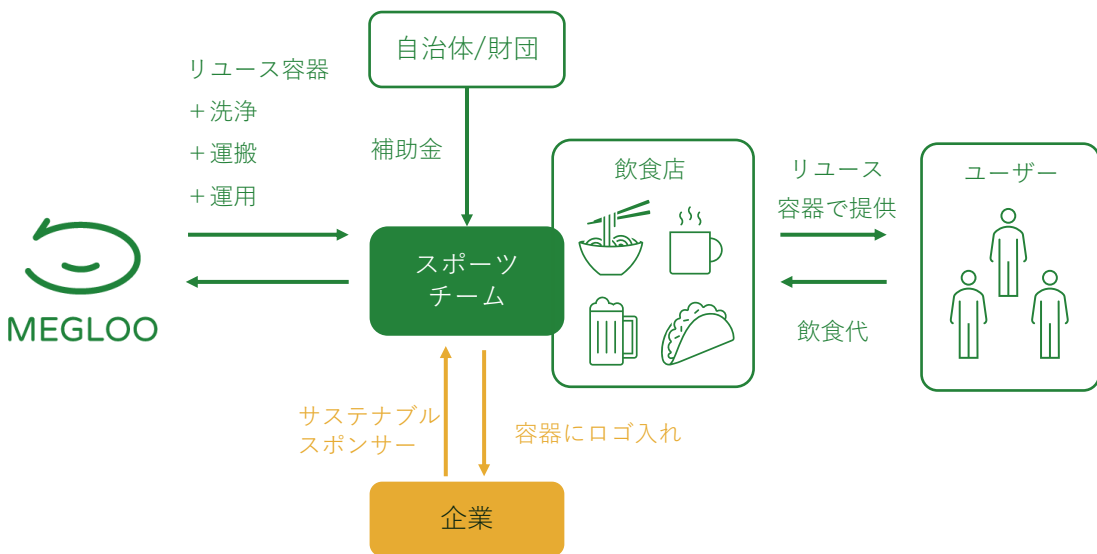 自治体/財団
リユース容器
+洗浄
+運搬
+運用
補助金
飲食店
リユース
容器で提供
ユーザー
スポーツ
チーム
MEGLOO
飲食代
サステナブル
スポンサー
容器にロゴ入れ
企業